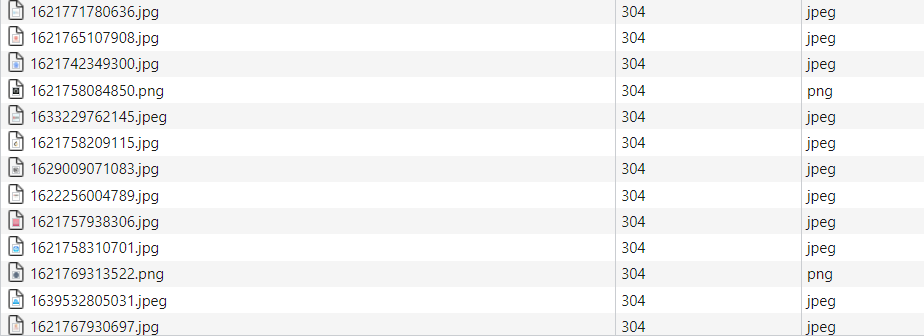 1621771780636.jpg 304 jpeg
1621765107908.jpg 304 jpeg
1621742349300.jpg 304 jpeg
1621758084850.png 304 png
1633229762145.jpeg 304 jpeg
1621758209115.jpg 304 jpeg
1629009071083.jpg 304 jpeg
1622256004789.jpg 304 jpeg
1621757938306.jpg 304 jpeg
1621758310701.jpg 304 jpeg
1621769313522.png 304 png
1639532805031.jpeg 304 jpeg
1621767930697.jpg 304 jpeg